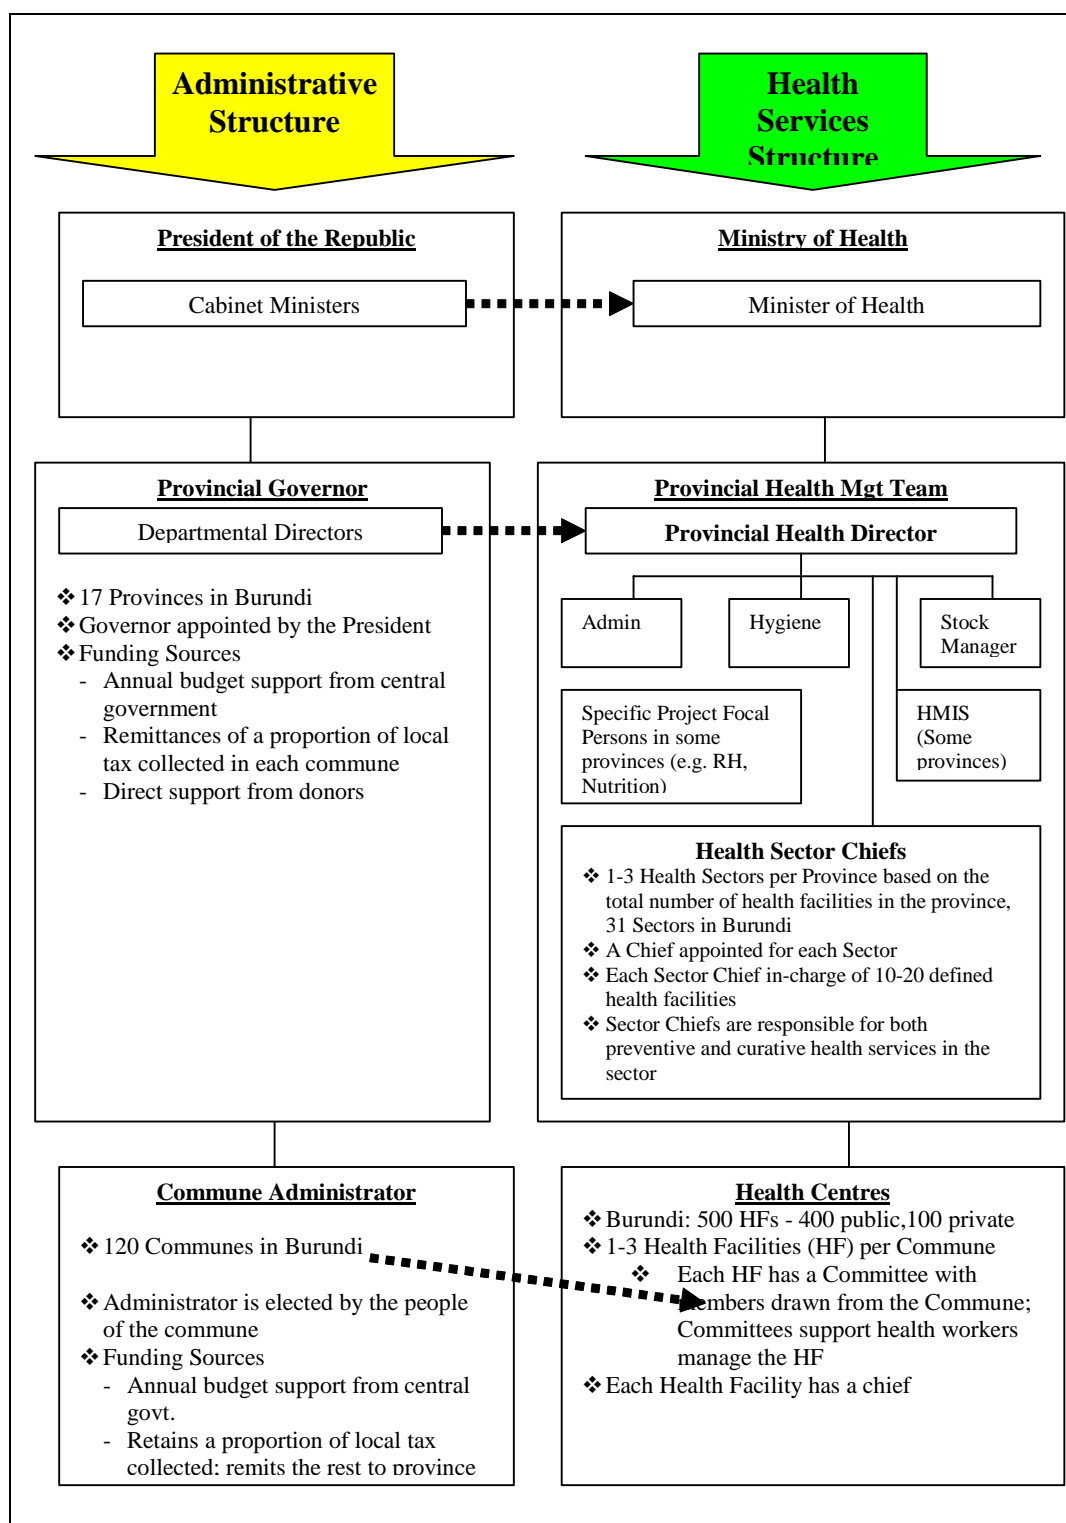 Administrative
Structure
Health
Services
Structure
President of the Republic
Cabinet Ministers
Ministry of Health
Minister of Health
Provincial Governor
Departmental Directors
❖ 17 Provinces in Burundi
❖ Governor appointed by the President
❖ Funding Sources
- Annual budget support from central
government
- Remittances of a proportion of local
tax collected in each commune
- Direct support from donors
Provincial Health Mgt Team
Provincial Health Director
Admin
Hygiene
Stock
Manager
Specific Project Focal
Persons in some
provinces (e.g. RH,
Nutrition)
HMIS
(Some
provinces)
Health Sector Chiefs
❖ 1-3 Health Sectors per Province based on the
total number of health facilities in the province,
31 Sectors in Burundi
❖ A Chief appointed for each Sector
❖ Each Sector Chief in-charge of 10-20 defined
health facilities
❖ Sector Chiefs are responsible for both
preventive and curative health services in the
sector
Commune Administrator
❖ 120 Communes in Burundi
❖ Administrator is elected by the people
of the commune
❖ Funding Sources
- Annual budget support from central
govt.
- Retains a proportion of local tax
collected; remits the rest to province
Health Centres
❖ Burundi: 500 HFs - 400 public,100 private
❖ 1-3 Health Facilities (HF) per Commune
❖ Each HF has a Committee with
members drawn from the Commune;
Committees support health workers
manage the HF
❖ Each Health Facility has a chief